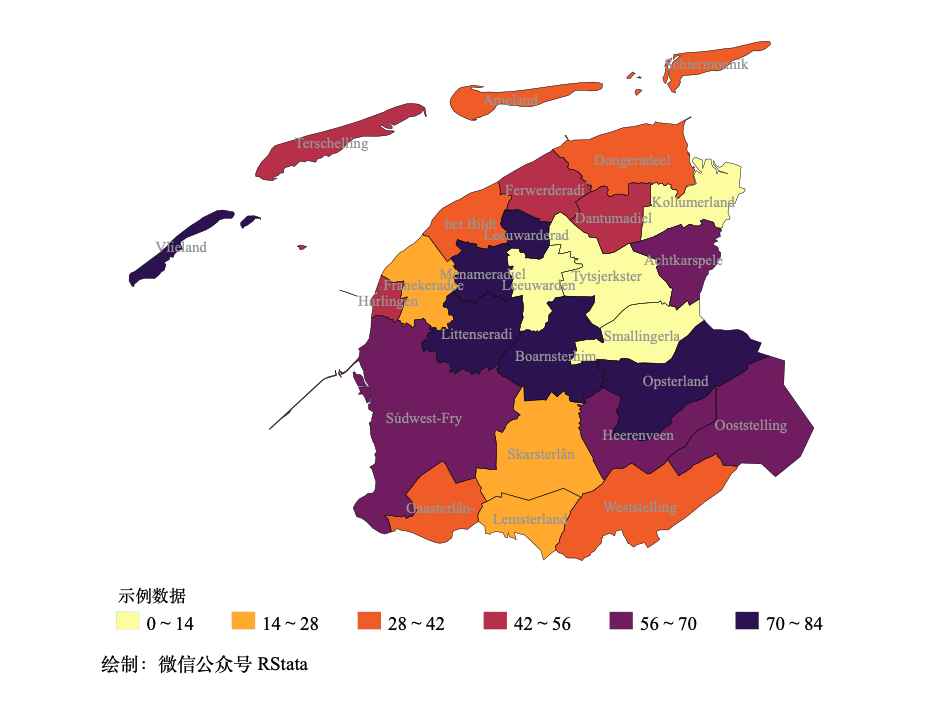 Schiermonnik
Ameland
Terschelling
Dongeradeel
Ferwerderadi
Kollumerland
Dantumadiel
het Bildt
Leeuwarderad
Vlieland
Achtkarspele
Menameradiel
Tytsjerkster
Franekeradee
Leeuwarden
Harlingen
Littenseradi
Smallingerla
Boarnsterhim
Opsterland
Súdwest-Fry
Ooststelling
Heerenveen
Skarsterlân
Gaasterlân-
Weststelling
Lemsterland
示例数据
0 ~ 14 14 ~ 28 28 ~ 42 42 ~ 56 56 ~ 70 70 ~ 84
绘制：微信公众号 RStata